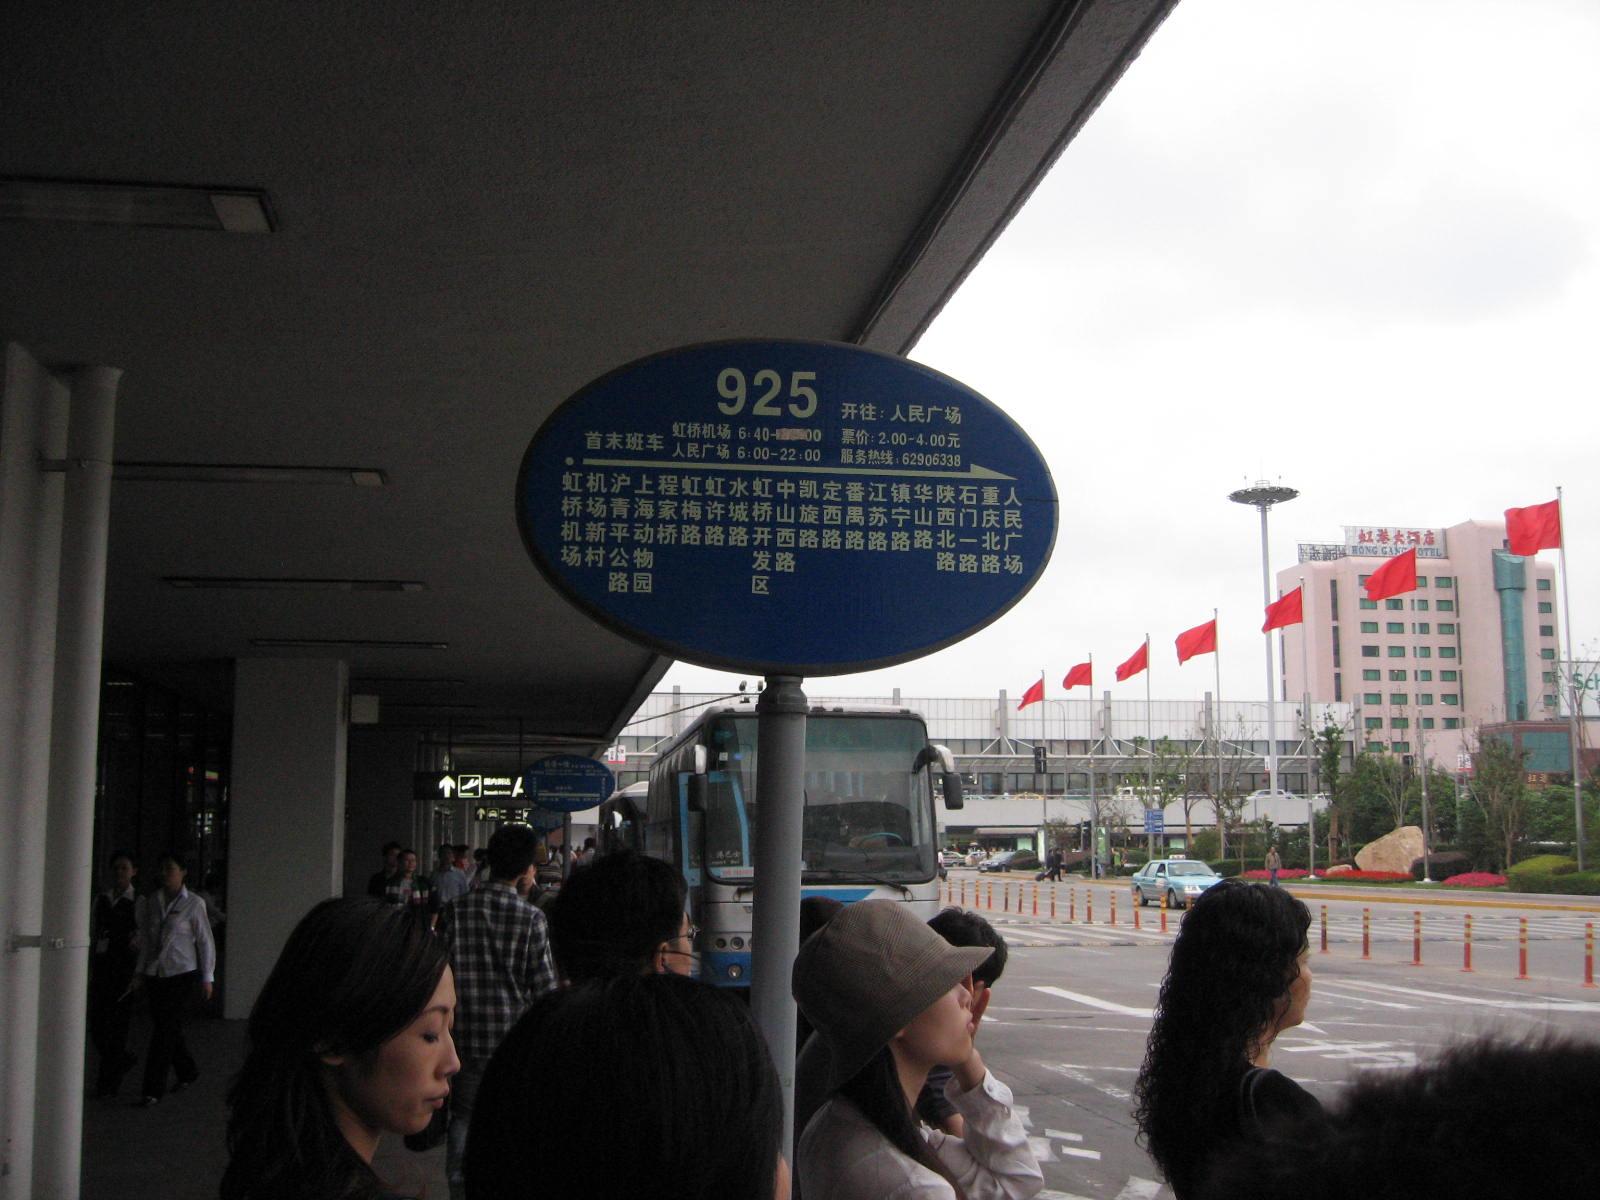 925
开往：人民广场
首末班车
虹桥机场 6:40-
00
人民广场 6:00-22:00
票价：2.00-4.00元
服务热线：62906338
虹桥机场
机场新村
沪青平公路
上海动物园
程家桥
虹梅路
虹许路
水城路
虹桥开发区
中山西路
凯旋路
定西路
番禺路
江苏路
镇宁路
华山路
陕西北路
石门一路
重庆北路
人民广场
虹港大酒店
HONG GANG HOTEL
国内到达